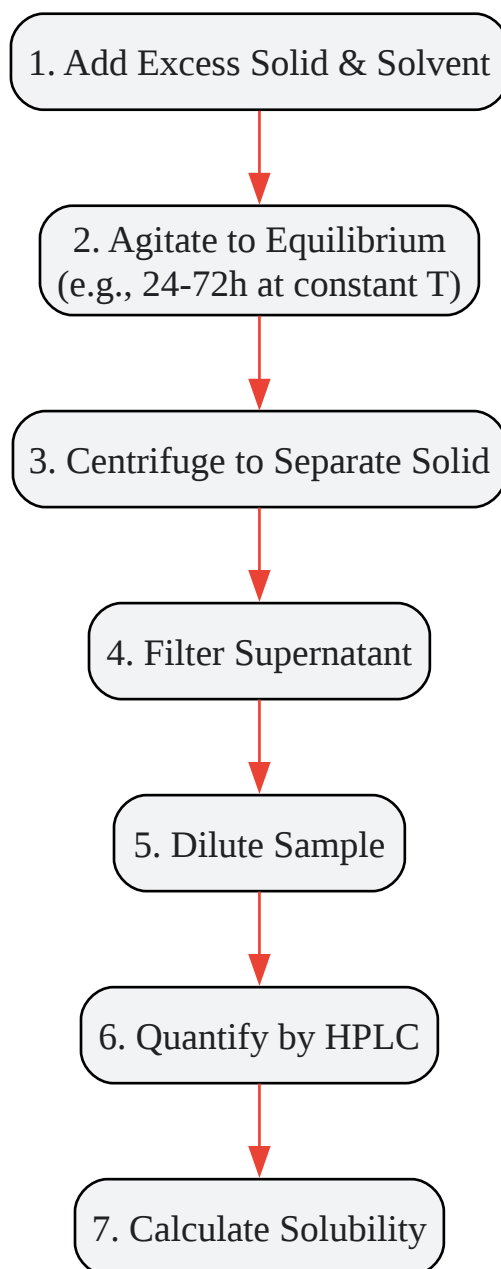 1. Add Excess Solid & Solvent
2. Agitate to Equilibrium
(e.g., 24-72h at constant T)
3. Centrifuge to Separate Solid
4. Filter Supernatant
5. Dilute Sample
6. Quantify by HPLC
7. Calculate Solubility